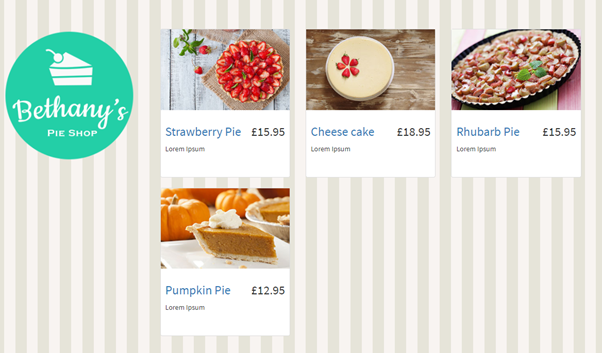 Bethany's
PIE SHOP
Strawberry Pie £15.95
Lorem Ipsum
Cheese cake £18.95
Lorem Ipsum
Rhubarb Pie £15.95
Lorem Ipsum
Pumpkin Pie £12.95
Lorem Ipsum